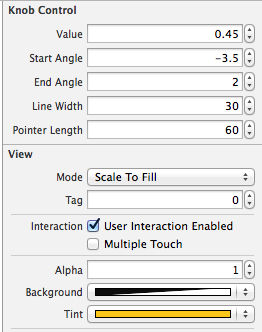 Knob Control
Value 0.45
Start Angle -3.5
End Angle 2
Line Width 30
Pointer Length 60
View
Mode Scale To Fill
Tag 0
Interaction User Interaction Enabled
Multiple Touch
Alpha 1
Background
Tint